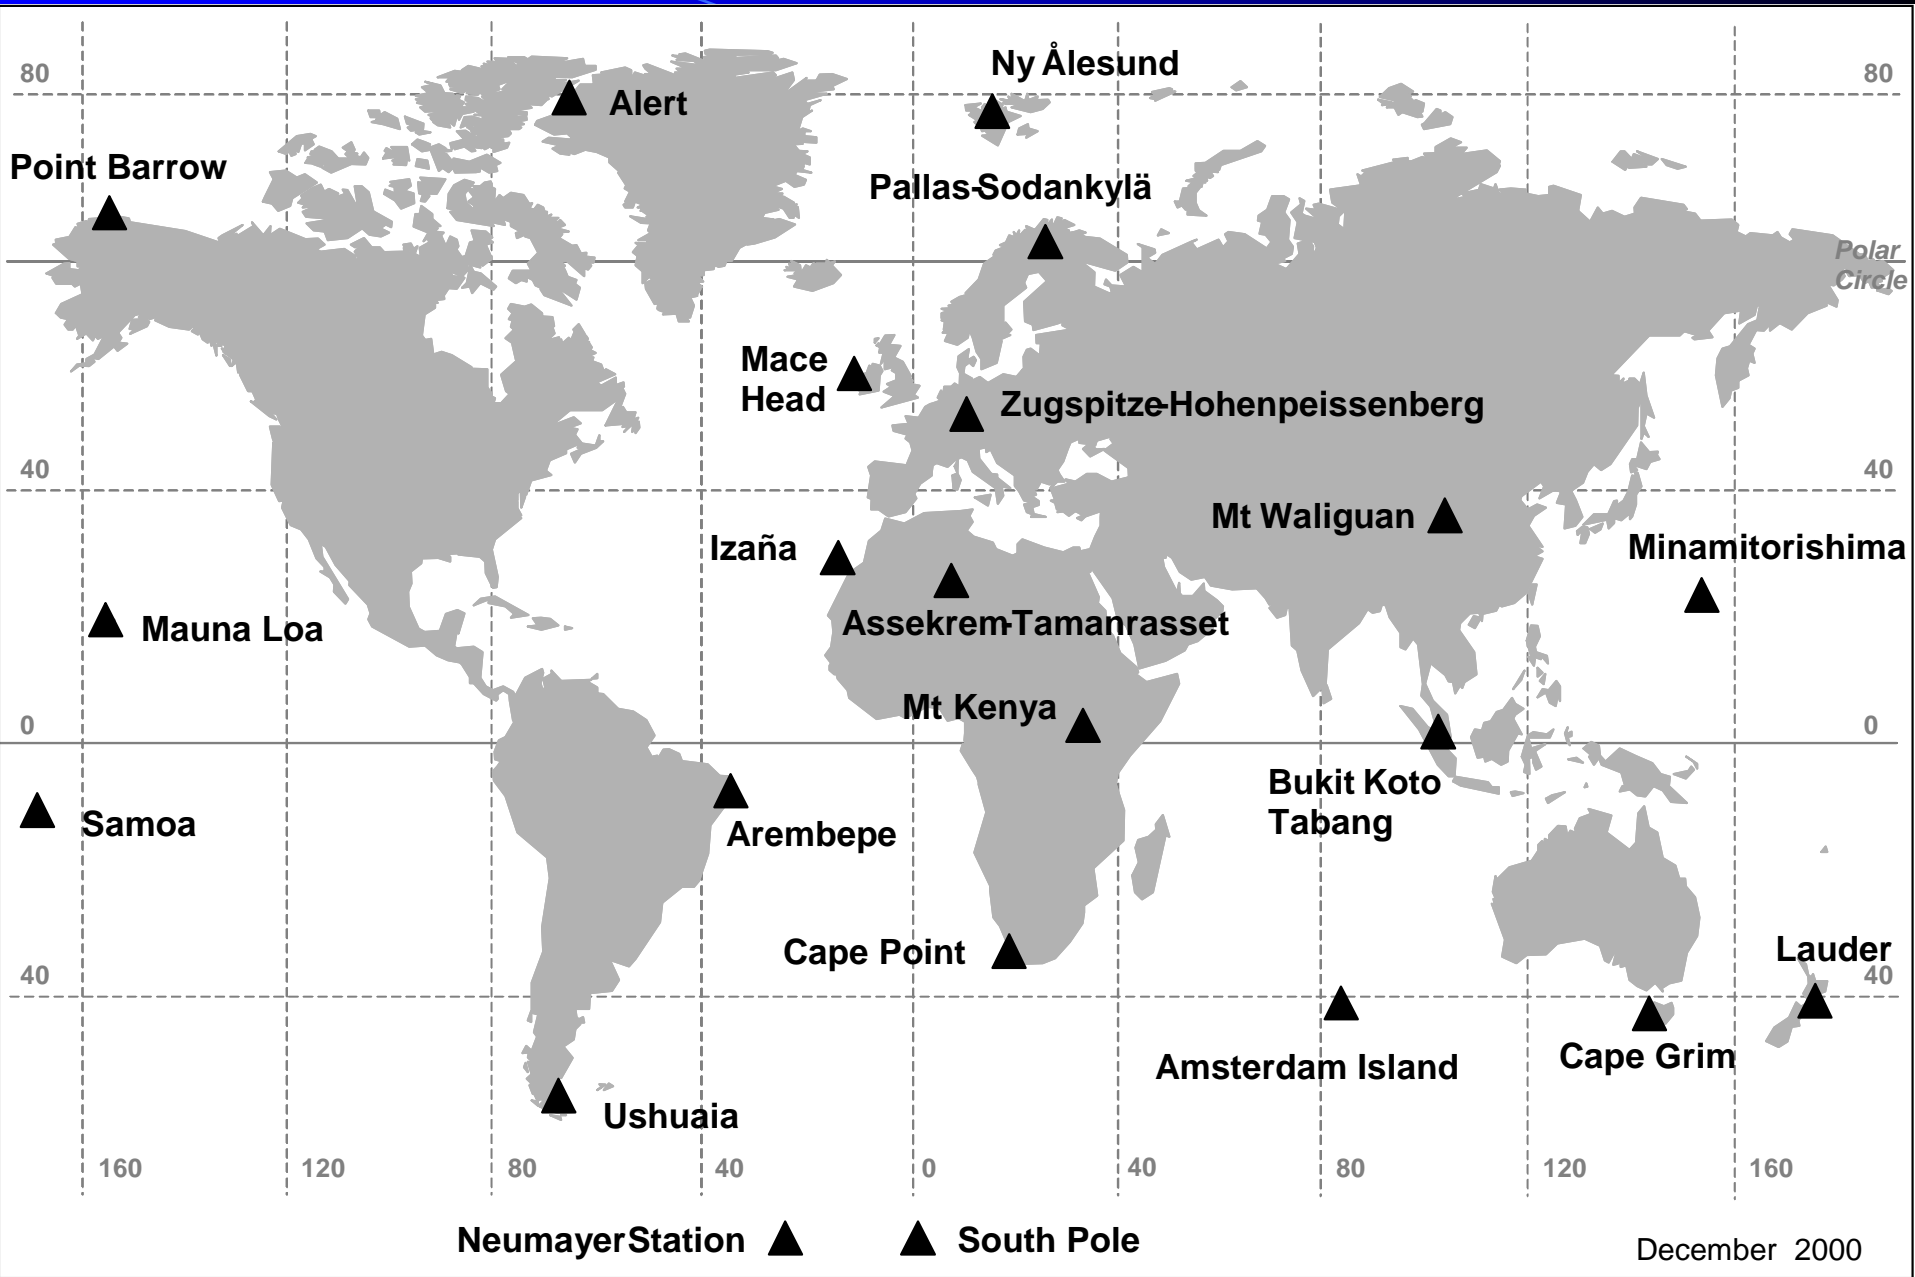 Ny Ålesund
80
80
Alert
Point Barrow
Pallas-Sodankylä
Polar
Circle
Mace
Head
Zugspitze-Hohenpeissenberg
40
40
Mt Waliguan
Izaña
Minamitorishima
Mauna Loa
Assekrem-Tamanrasset
Mt Kenya
0
0
Bukit Koto
Tabang
Samoa
Arembepe
Cape Point
Lauder
40
40
Amsterdam Island
Cape Grim
Ushuaia
160
120
80
40
0
40
80
120
160
Neumayer Station
South Pole
December 2000